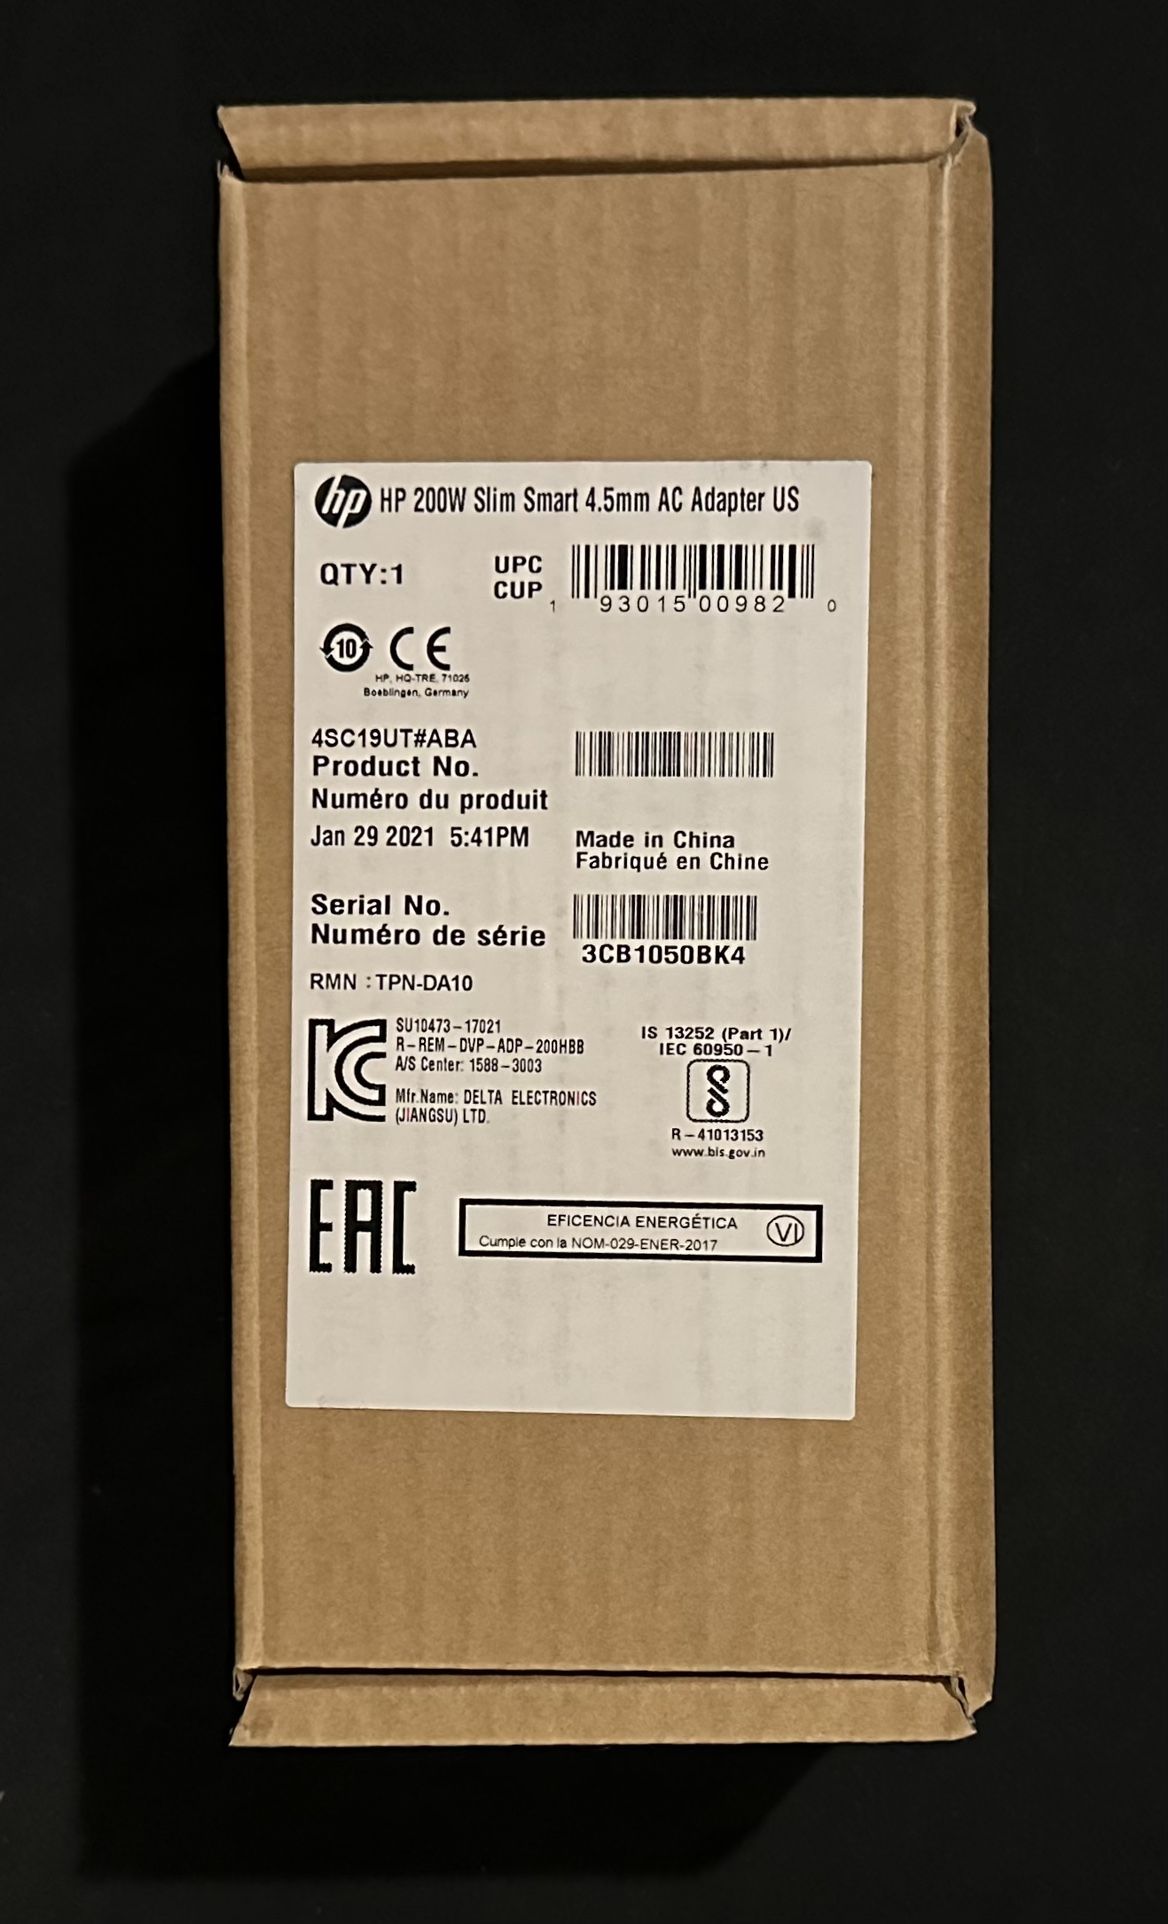 hp HP 200W Slim Smart 4.5mm AC Adapter US
QTY:1
UPC
CUP
1 93015 00982 0
10 CE
HP, HQ-TRE, 71025
Boeblingen, Germany
4SC19UT#ABA
Product No.
Numéro du produit
Jan 29 2021 5:41PM
Made in China
Fabriqué en Chine
Serial No.
Numéro de série
3CB1050BK4
RMN : TPN-DA10
SU10473-17021
R-REM-DVP-ADP-200HBB
A/S Center: 1588-3003
Mfr.Name: DELTA ELECTRONICS
(JIANGSU) LTD.
IS 13252 (Part 1)/
IEC 60950-1
R-41013153
www.bis.gov.in
EAC
EFICENCIA ENERGÉTICA
Cumple con la NOM-029-ENER-2017
VI